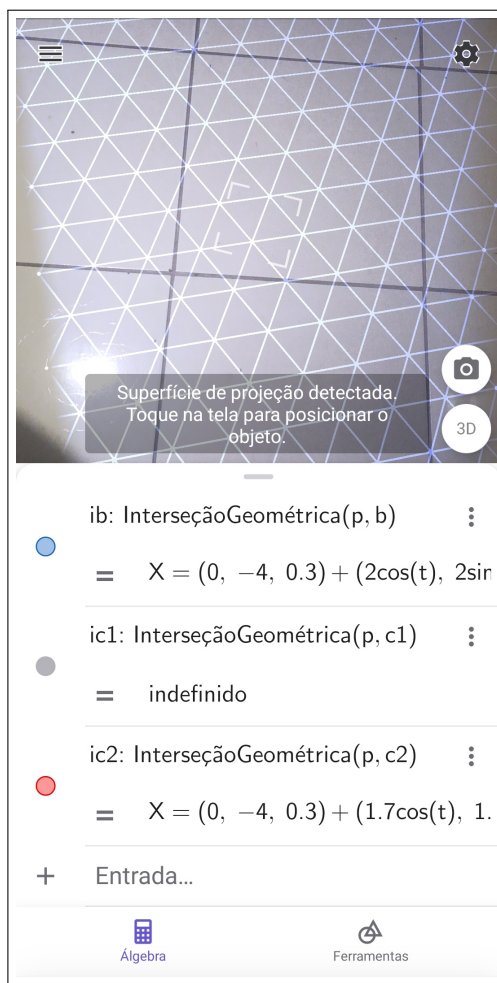 Superfície de projeção detectada.
Toque na tela para posicionar o
objeto.
3D
ib: InterseçãoGeométrica(p, b)
= X = (0, −4, 0.3) + (2cos(t), 2sin
ic1: InterseçãoGeométrica(p, c1)
= indefinido
ic2: InterseçãoGeométrica(p, c2)
= X = (0, −4, 0.3) + (1.7cos(t), 1.
+ Entrada...
Álgebra
Ferramentas